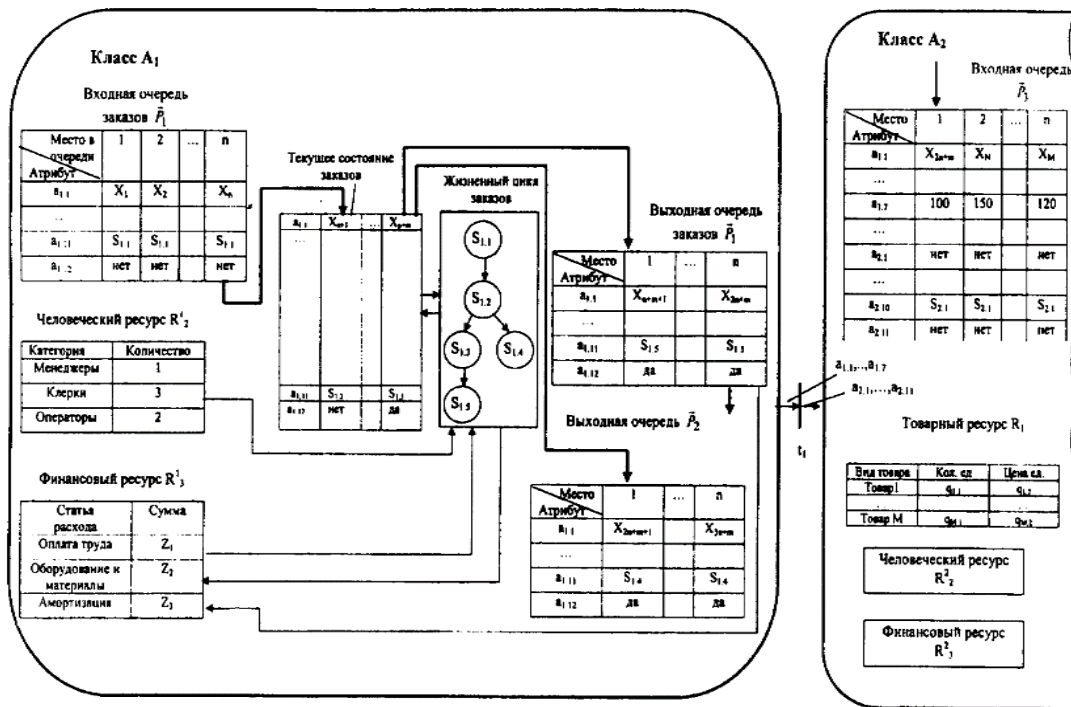 Класс A₁
Входная очередь
заказов P̄₁
Место в очереди Атрибут 1 2 ... n
a₁.₁ X₁ X₂ Xₙ
...
a₁.₁₁ S₁.₁ S₁.₁ S₁.₁
a₁.₁₂ нет нет нет
Человеческий ресурс R¹₂
Категория Количество
Менеджеры 1
Клерки 3
Операторы 2
Финансовый ресурс R¹₃
Статья расхода Сумма
Оплата труда Z₁
Оборудование и материалы Z₂
Амортизация Z₃
Текущее состояние
заказов
a₁.₁ Xₙ₊₁ ... Xₙ₊ₘ
...
a₁.₁₁ S₁.₂ S₁.₂
a₁.₁₂ нет да
Жизненный цикл
заказов
S₁.₁
S₁.₂
S₁.₃ S₁.₄
S₁.₅
Выходная очередь
заказов P̄₁
Место Атрибут 1 ... n
a₁.₁ Xₙ₊ₘ₊₁ X₂ₙ₊ₘ
...
a₁.₁₁ S₁.₅ S₁.₅
a₁.₁₂ да да
Выходная очередь P̄₂
Место Атрибут 1 ... n
a₁.₁ X₂ₙ₊ₘ₊₁ X₃ₙ₊ₘ
...
a₁.₁₁ S₁.₄ S₁.₄
a₁.₁₂ да да
a₁.₁,...,a₁.₇
a₂.₁,...,a₂.₁₁
t₁
Класс A₂
Входная очередь
P̄₃
Место Атрибут 1 2 ... n
a₁.₁ X₂ₙ₊ₘ X_N X_M
...
a₁.₇ 100 150 120
a₂.₁ нет нет нет
...
a₂.₁₀ S₂.₁ S₂.₁ S₂.₁
a₂.₁₁ нет нет нет
Товарный ресурс R₁
Вид товара Кол. ед Цена ед.
Товар1 q₁.₁ q₁.₂
...
Товар М q_M.₁ q_M.₂
Человеческий ресурс
R²₂
Финансовый ресурс
R²₃